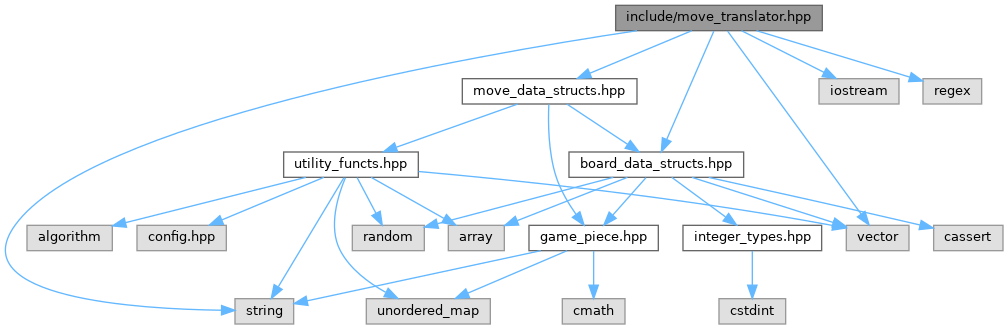 include/move_translator.hpp
move_data_structs.hpp
iostream
regex
utility_functs.hpp
board_data_structs.hpp
algorithm
config.hpp
random
array
game_piece.hpp
integer_types.hpp
vector
cassert
string
unordered_map
cmath
cstdint